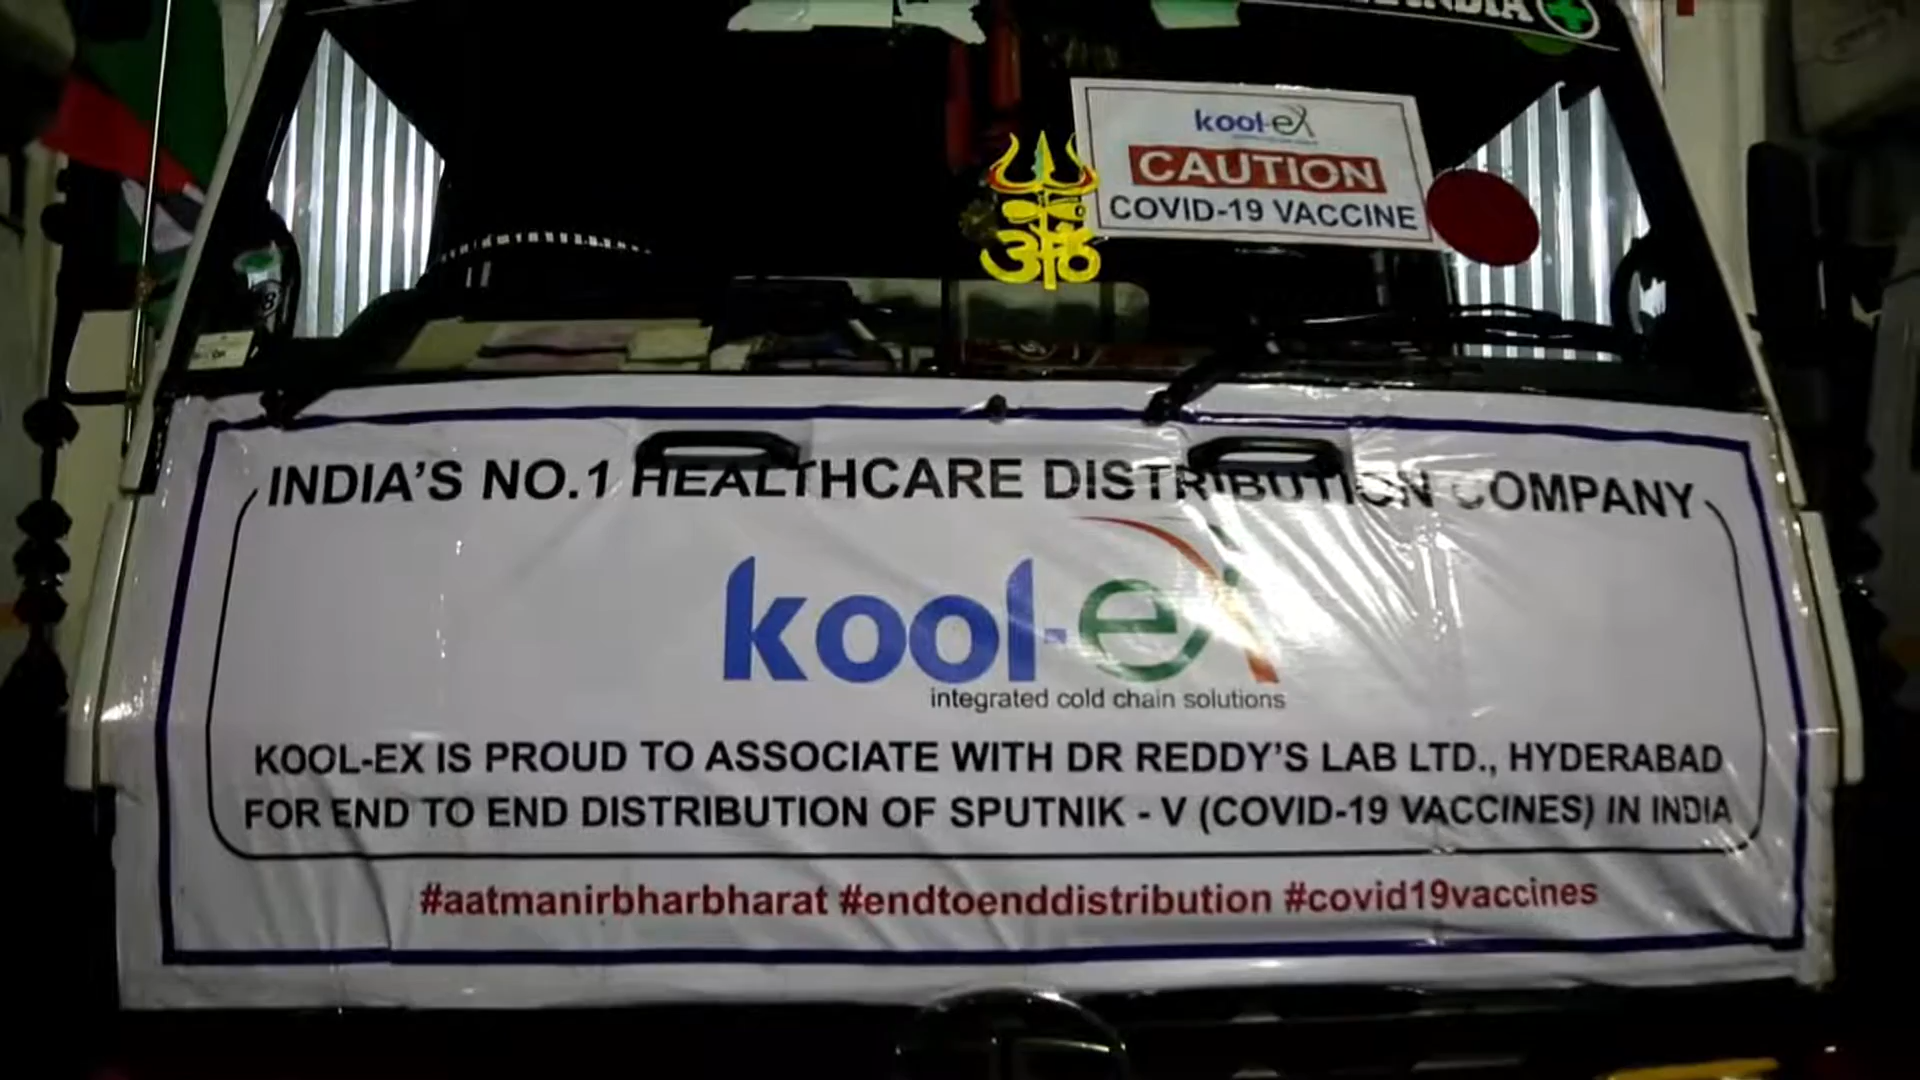 INDIA
kool-ex
CAUTION
COVID-19 VACCINE
ॐ
INDIA'S NO.1 HEALTHCARE DISTRIBUTION COMPANY
kool-ex
integrated cold chain solutions
KOOL-EX IS PROUD TO ASSOCIATE WITH DR REDDY'S LAB LTD., HYDERABAD
FOR END TO END DISTRIBUTION OF SPUTNIK - V (COVID-19 VACCINES) IN INDIA
#aatmanirbharbharat #endtoenddistribution #covid19vaccines